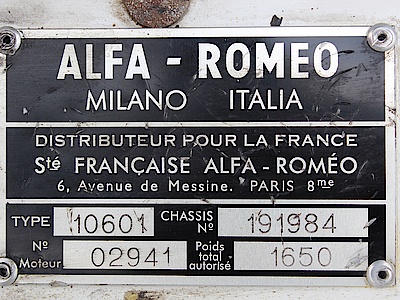 ALFA - ROMEO
MILANO ITALIA
DISTRIBUTEUR POUR LA FRANCE
Sté FRANÇAISE ALFA - ROMÉO
6, Avenue de Messine. PARIS 8me
TYPE 10601 CHASSIS No 191984
No Moteur 02941 Poids total autorisé 1650